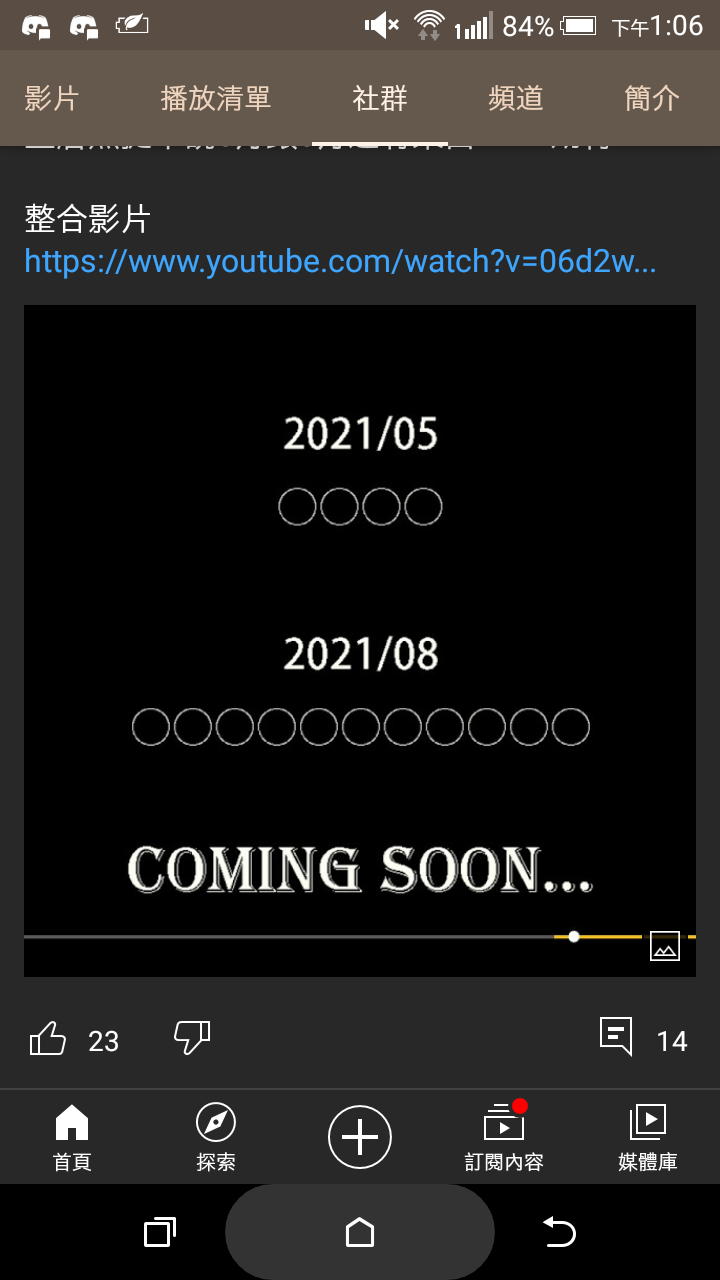 84% 下午1:06
影片 播放清單 社群 頻道 簡介
整合影片
https://www.youtube.com/watch?v=06d2w...
2021/05
○○○○
2021/08
○○○○○○○○○○○
COMING SOON...
23 14
首頁 探索 訂閱內容 媒體庫